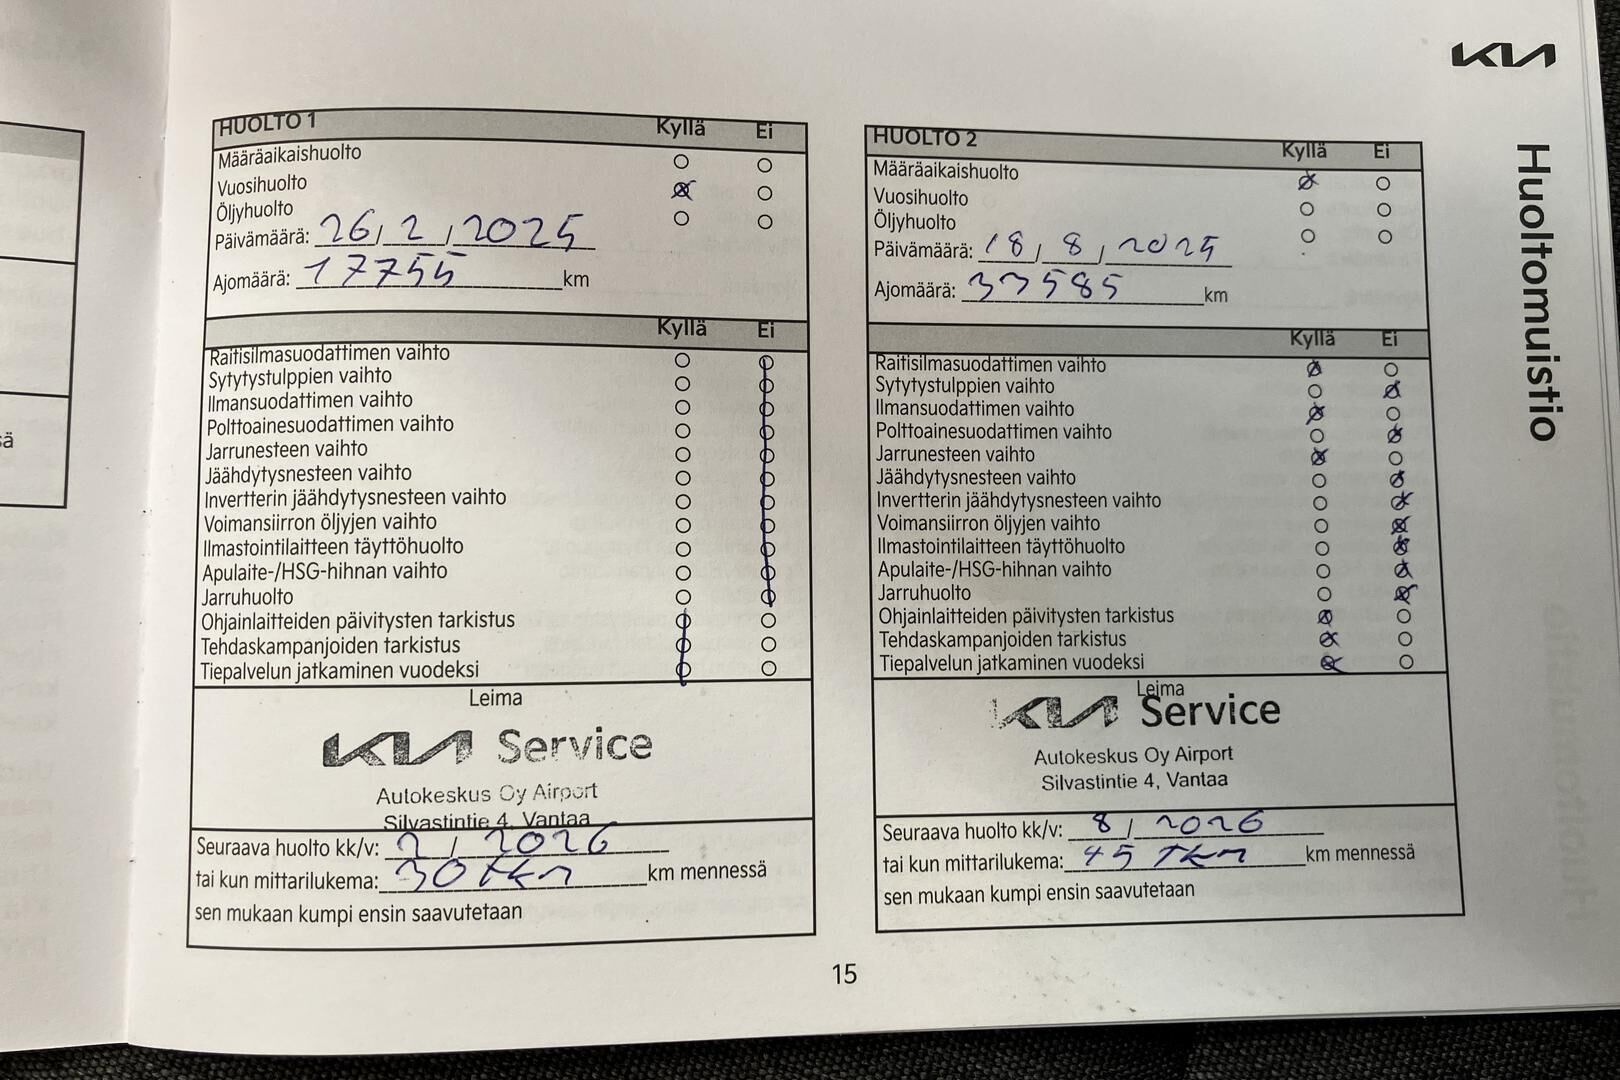 sä
KIA
Huoltomuistio
HUOLTO 1 Kyllä Ei
Määräaikaishuolto
Vuosihuolto
Öljyhuolto
Päivämäärä: 26/2/2025
Ajomäärä: 17755 km
Kyllä Ei
Raitisilmasuodattimen vaihto
Sytytystulppien vaihto
Ilmansuodattimen vaihto
Polttoainesuodattimen vaihto
Jarrunesteen vaihto
Jäähdytysnesteen vaihto
Invertterin jäähdytysnesteen vaihto
Voimansiirron öljyjen vaihto
Ilmastointilaitteen täyttöhuolto
Apulaite-/HSG-hihnan vaihto
Jarruhuolto
Ohjainlaitteiden päivitysten tarkistus
Tehdaskampanjoiden tarkistus
Tiepalvelun jatkaminen vuodeksi
Leima
KIA Service
Autokeskus Oy Airport
Silvastintie 4, Vantaa
Seuraava huolto kk/v: 2/2026
tai kun mittarilukema: 30 tkm km mennessä
sen mukaan kumpi ensin saavutetaan
HUOLTO 2 Kyllä Ei
Määräaikaishuolto
Vuosihuolto
Öljyhuolto
Päivämäärä: 18/8/2025
Ajomäärä: 33585 km
Kyllä Ei
Raitisilmasuodattimen vaihto
Sytytystulppien vaihto
Ilmansuodattimen vaihto
Polttoainesuodattimen vaihto
Jarrunesteen vaihto
Jäähdytysnesteen vaihto
Invertterin jäähdytysnesteen vaihto
Voimansiirron öljyjen vaihto
Ilmastointilaitteen täyttöhuolto
Apulaite-/HSG-hihnan vaihto
Jarruhuolto
Ohjainlaitteiden päivitysten tarkistus
Tehdaskampanjoiden tarkistus
Tiepalvelun jatkaminen vuodeksi
Leima
KIA Service
Autokeskus Oy Airport
Silvastintie 4, Vantaa
Seuraava huolto kk/v: 8/2026
tai kun mittarilukema: 45 tkm km mennessä
sen mukaan kumpi ensin saavutetaan
15